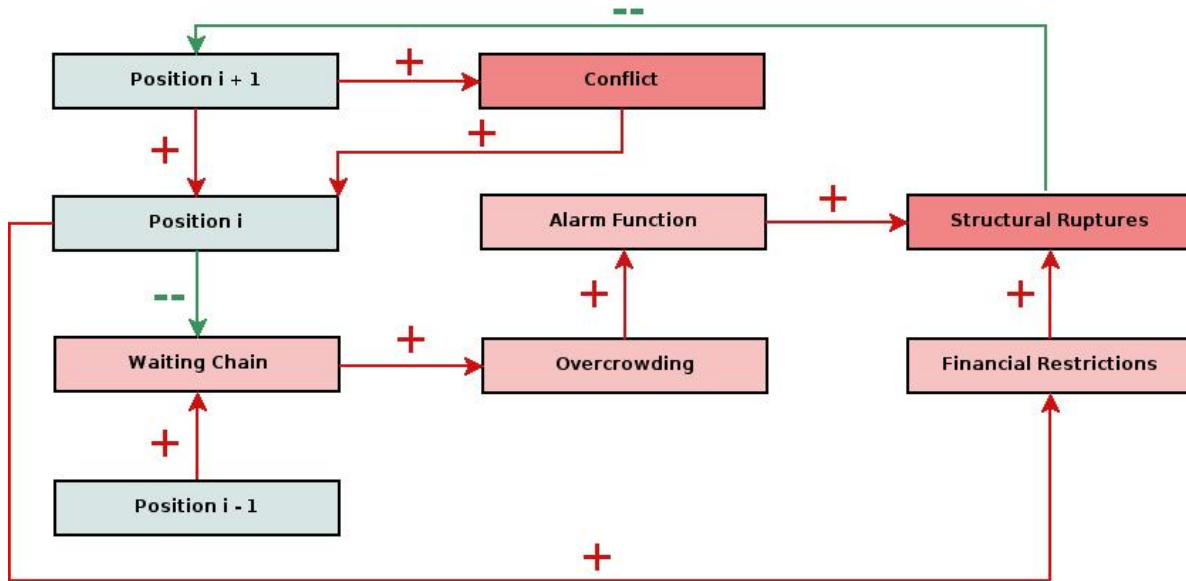 --
Position i + 1
+
Conflict
+
+
Position i
Alarm Function
+
Structural Ruptures
--
+
+
Waiting Chain
+
Overcrowding
Financial Restrictions
+
Position i - 1
+